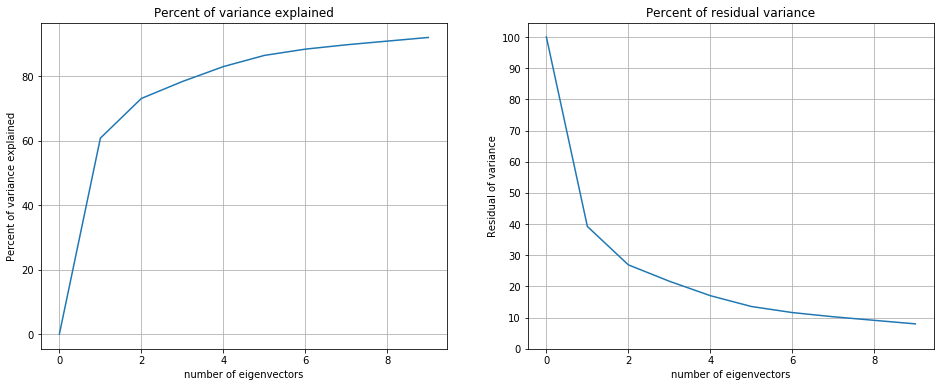 Percent of variance explained
Percent of variance explained
80
60
40
20
0
0 2 4 6 8
number of eigenvectors
Percent of residual variance
Residual of variance
100
90
80
70
60
50
40
30
20
10
0
0 2 4 6 8
number of eigenvectors